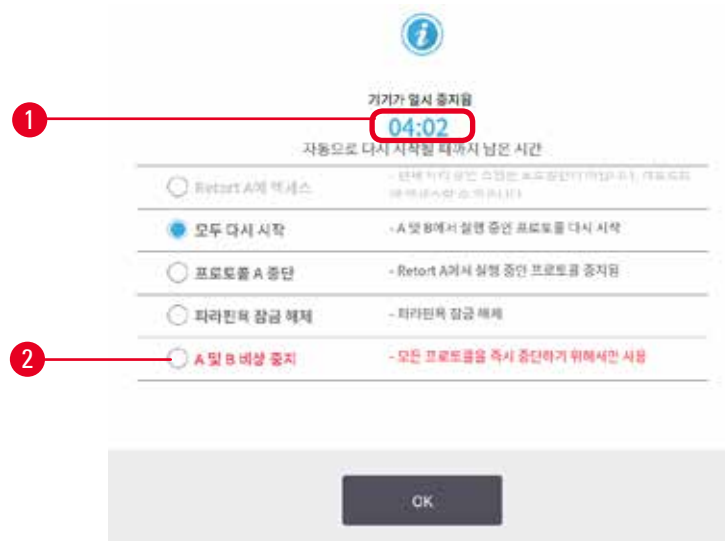 기기가 일시 중지됨
1
04:02
자동으로 다시 시작될 때까지 남은 시간
Retort A에 액세스
모두 다시 시작
- A 및 B에서 실행 중인 프로토콜 다시 시작
프로토콜 A 중단
- Retort A에서 실행 중인 프로토콜 중지됨
파라핀욕 잠금 해제
- 파라핀욕 잠금 해제
2
A 및 B 비상 중지
- 모든 프로토콜을 즉시 중단하기 위해서만 사용
OK